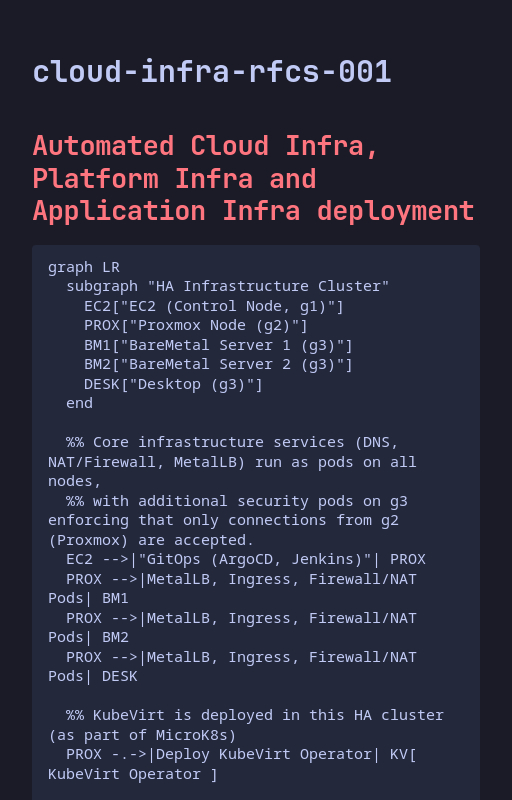 cloud-infra-rfcs-001
Automated Cloud Infra,
Platform Infra and
Application Infra deployment
graph LR
  subgraph "HA Infrastructure Cluster"
    EC2["EC2 (Control Node, g1)"]
    PROX["Proxmox Node (g2)"]
    BM1["BareMetal Server 1 (g3)"]
    BM2["BareMetal Server 2 (g3)"]
    DESK["Desktop (g3)"]
  end
  %% Core infrastructure services (DNS,
NAT/Firewall, MetalLB) run as pods on all
nodes,
  %% with additional security pods on g3
enforcing that only connections from g2
(Proxmox) are accepted.
  EC2 -->|"GitOps (ArgoCD, Jenkins)"| PROX
  PROX -->|MetalLB, Ingress, Firewall/NAT
Pods| BM1
  PROX -->|MetalLB, Ingress, Firewall/NAT
Pods| BM2
  PROX -->|MetalLB, Ingress, Firewall/NAT
Pods| DESK
  %% KubeVirt is deployed in this HA cluster
(as part of MicroK8s)
  PROX -.->|Deploy KubeVirt Operator| KV[
KubeVirt Operator ]